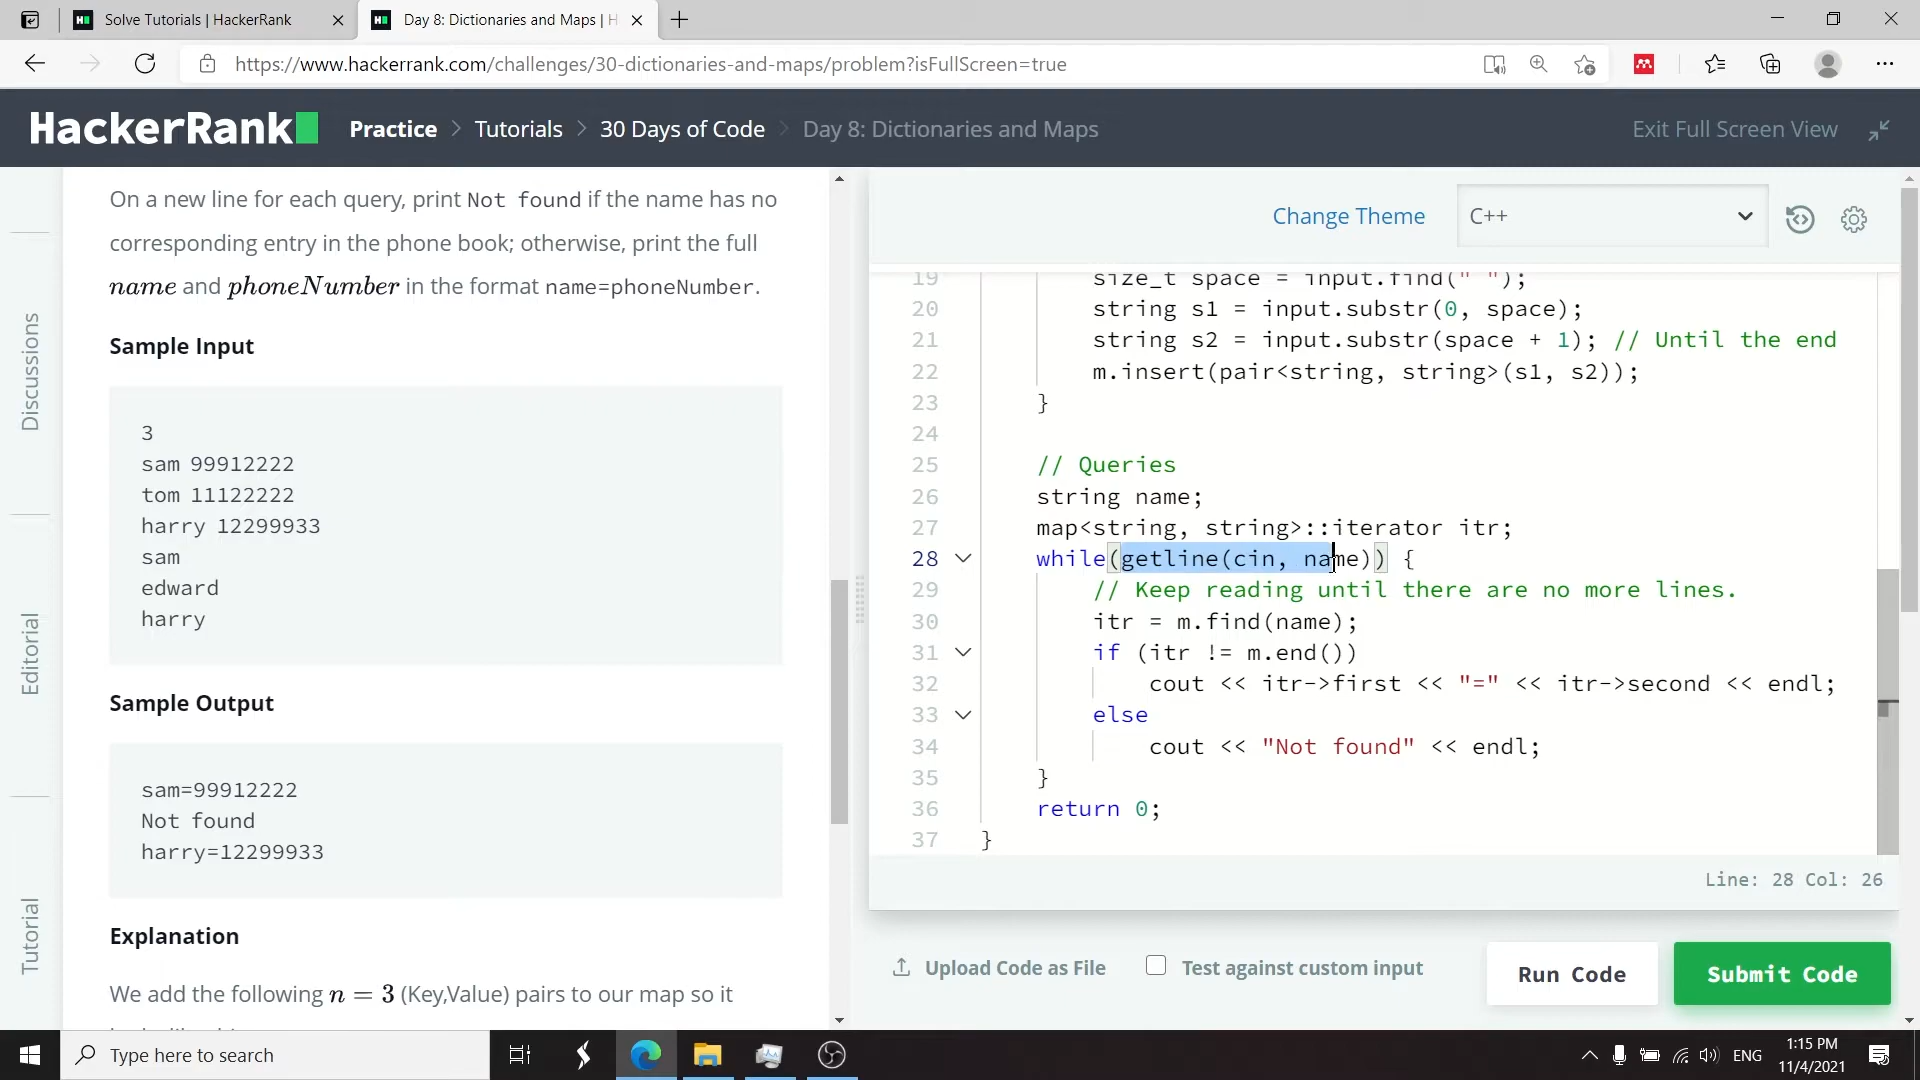 Solve Tutorials | HackerRank
Day 8: Dictionaries and Maps | H
https://www.hackerrank.com/challenges/30-dictionaries-and-maps/problem?isFullScreen=true
HackerRank
Practice > Tutorials > 30 Days of Code > Day 8: Dictionaries and Maps
Exit Full Screen View
Discussions
Editorial
Tutorial
On a new line for each query, print Not found if the name has no
corresponding entry in the phone book; otherwise, print the full
name and phoneNumber in the format name=phoneNumber.
Sample Input
3
sam 99912222
tom 11122222
harry 12299933
sam
edward
harry
Sample Output
sam=99912222
Not found
harry=12299933
Explanation
We add the following n = 3 (Key,Value) pairs to our map so it
Change Theme
C++
19 size_t space = input.find(" ");
20 string s1 = input.substr(0, space);
21 string s2 = input.substr(space + 1); // Until the end
22 m.insert(pair<string, string>(s1, s2));
23 }
24
25 // Queries
26 string name;
27 map<string, string>::iterator itr;
28 while(getline(cin, name)) {
29 // Keep reading until there are no more lines.
30 itr = m.find(name);
31 if (itr != m.end())
32 cout << itr->first << "=" << itr->second << endl;
33 else
34 cout << "Not found" << endl;
35 }
36 return 0;
37 }
Line: 28 Col: 26
Upload Code as File
Test against custom input
Run Code
Submit Code
Type here to search
ENG
1:15 PM
11/4/2021